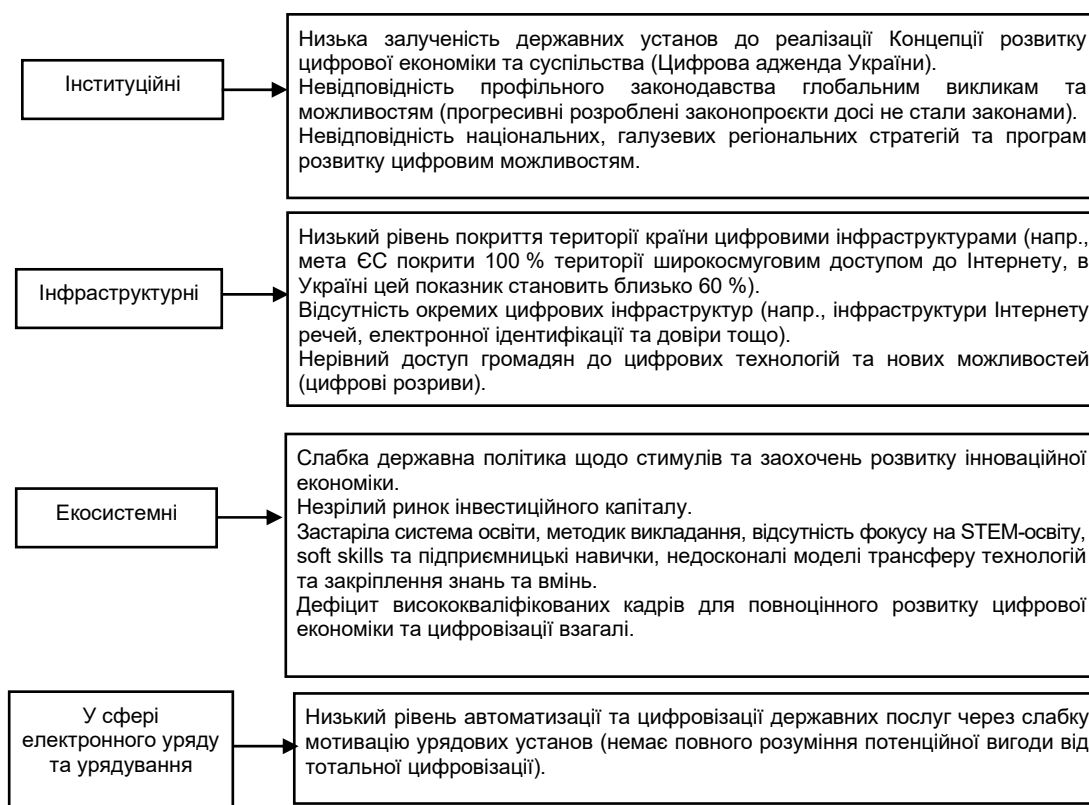 Інституційні
Низька залученість державних установ до реалізації Концепції розвитку
цифрової економіки та суспільства (Цифрова адженда України).
Невідповідність профільного законодавства глобальним викликам та
можливостям (прогресивні розроблені законопроєкти досі не стали законами).
Невідповідність національних, галузевих регіональних стратегій та програм
розвитку цифровим можливостям.
Інфраструктурні
Низький рівень покриття території країни цифровими інфраструктурами (напр.,
мета ЄС покрити 100 % території широкосмуговим доступом до Інтернету, в
Україні цей показник становить близько 60 %).
Відсутність окремих цифрових інфраструктур (напр., інфраструктури Інтернету
речей, електронної ідентифікації та довіри тощо).
Нерівний доступ громадян до цифрових технологій та нових можливостей
(цифрові розриви).
Екосистемні
Слабка державна політика щодо стимулів та заохочень розвитку інноваційної
економіки.
Незрілий ринок інвестиційного капіталу.
Застаріла система освіти, методик викладання, відсутність фокусу на STEM-освіту,
soft skills та підприємницькі навички, недосконалі моделі трансферу технологій
та закріплення знань та вмінь.
Дефіцит висококваліфікованих кадрів для повноцінного розвитку цифрової
економіки та цифровізації взагалі.
У сфері
електронного уряду
та урядування
Низький рівень автоматизації та цифровізації державних послуг через слабку
мотивацію урядових установ (немає повного розуміння потенційної вигоди від
тотальної цифровізації).